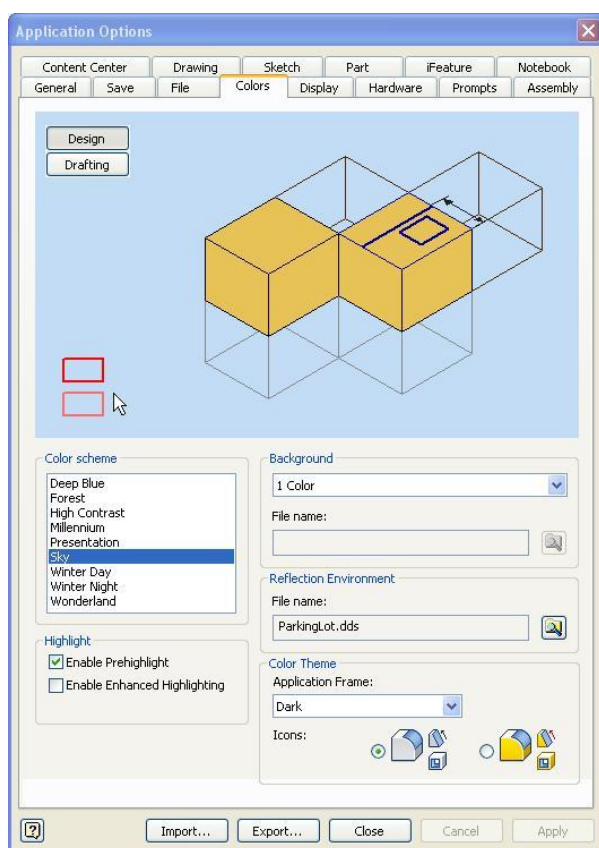 Application Options
Content Center Drawing Sketch Part iFeature Notebook
General Save File Colors Display Hardware Prompts Assembly
Design
Drafting
Color scheme
Deep Blue
Forest
High Contrast
Millennium
Presentation
Sky
Winter Day
Winter Night
Wonderland
Highlight
Enable Prehighlight
Enable Enhanced Highlighting
Background
1 Color
File name:
Reflection Environment
File name:
ParkingLot.dds
Color Theme
Application Frame:
Dark
Icons:
? Import... Export... Close Cancel Apply